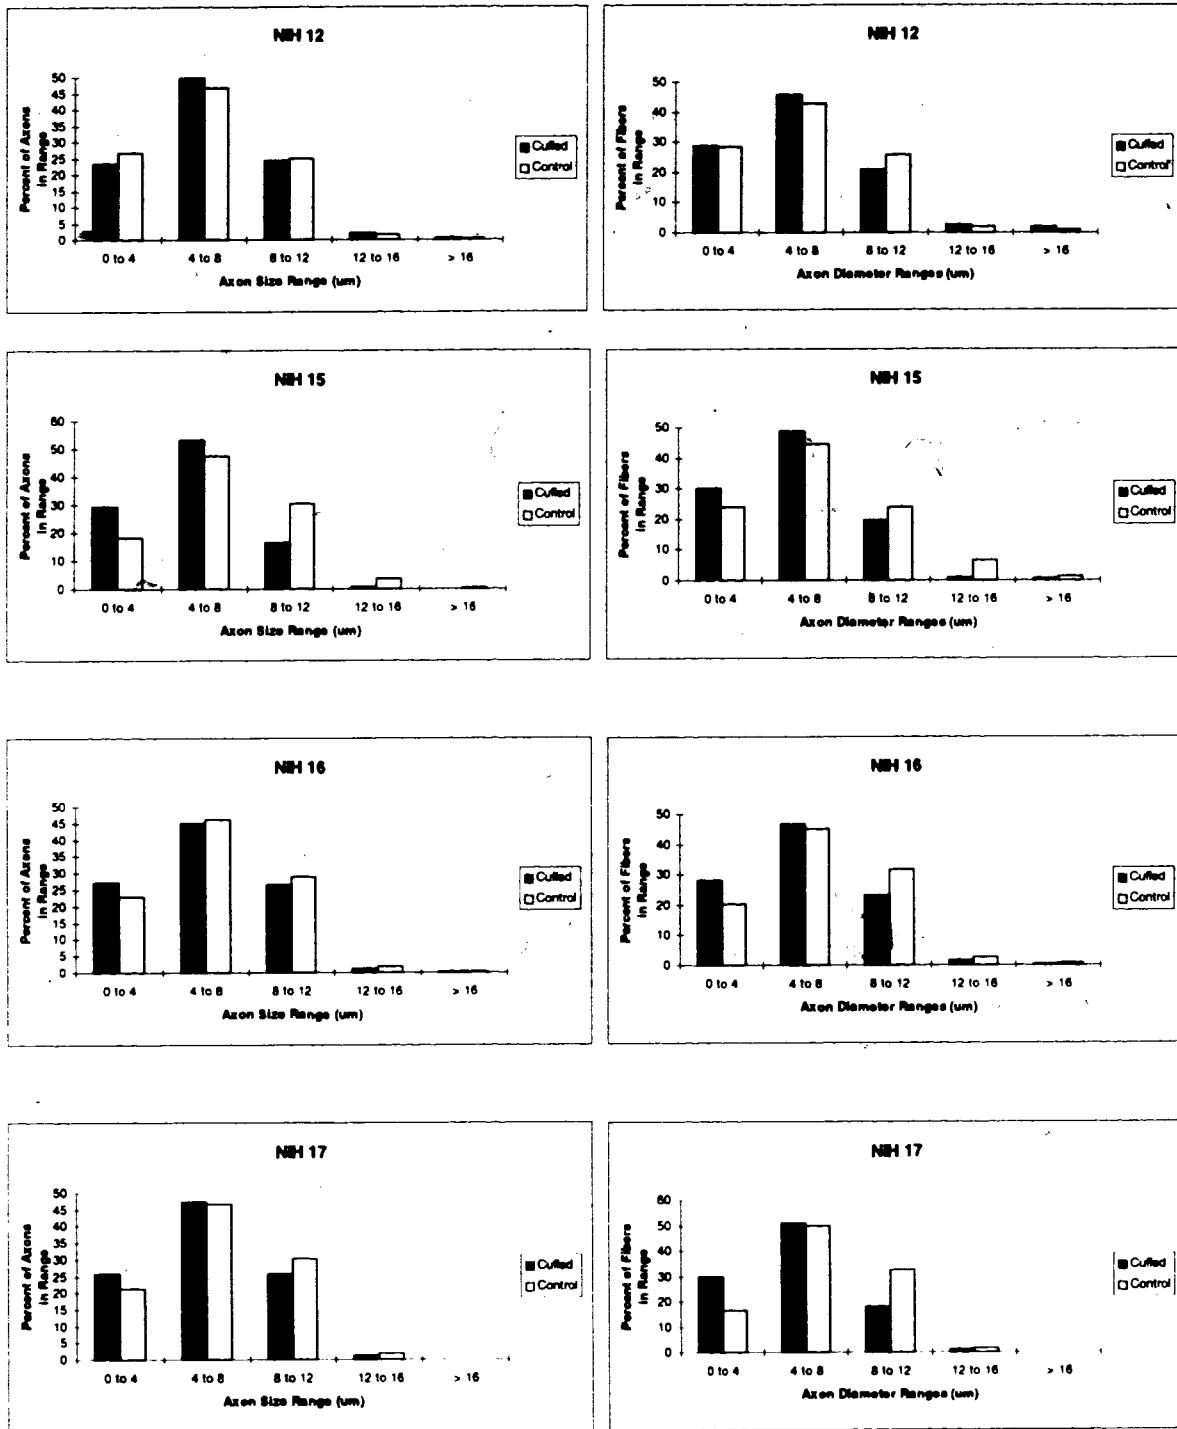 NIH 12
Percent of Axons
in Range
50
45
40
35
30
25
20
15
10
5
0
0 to 4
4 to 8
8 to 12
12 to 16
> 16
Axon Size Range (um)
Cuffed
Control
NIH 12
Percent of Fibers
in Range
50
40
30
20
10
0
0 to 4
4 to 8
8 to 12
12 to 16
> 16
Axon Diameter Ranges (um)
Cuffed
Control
NIH 15
Percent of Axons
in Range
60
50
40
30
20
10
0
0 to 4
4 to 8
8 to 12
12 to 16
> 16
Axon Size Range (um)
Cuffed
Control
NIH 15
Percent of Fibers
in Range
50
40
30
20
10
0
0 to 4
4 to 8
8 to 12
12 to 16
> 16
Axon Diameter Ranges (um)
Cuffed
Control
NIH 16
Percent of Axons
in Range
50
45
40
35
30
25
20
15
10
5
0
0 to 4
4 to 8
8 to 12
12 to 16
> 16
Axon Size Range (um)
Cuffed
Control
NIH 16
Percent of Fibers
in Range
50
40
30
20
10
0
0 to 4
4 to 8
8 to 12
12 to 16
> 16
Axon Diameter Ranges (um)
Cuffed
Control
NIH 17
Percent of Axons
in Range
50
45
40
35
30
25
20
15
10
5
0
0 to 4
4 to 8
8 to 12
12 to 16
> 16
Axon Size Range (um)
Cuffed
Control
NIH 17
Percent of Fibers
in Range
60
50
40
30
20
10
0
0 to 4
4 to 8
8 to 12
12 to 16
> 16
Axon Diameter Ranges (um)
Cuffed
Control